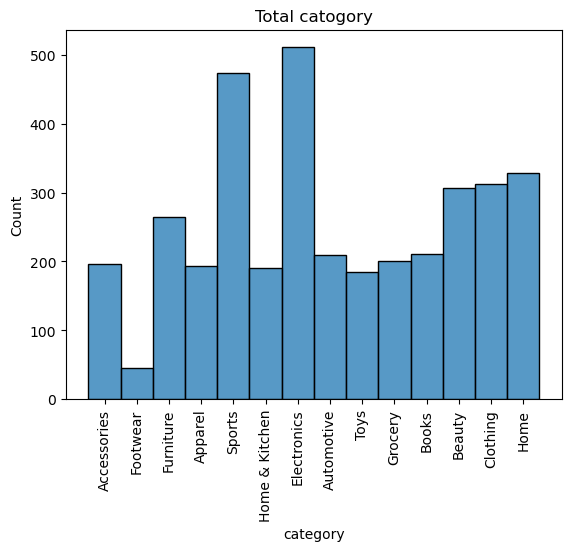 Total catogory
500
400
300
200
100
0
Count
Accessories
Footwear
Furniture
Apparel
Sports
Home & Kitchen
Electronics
Automotive
Toys
Grocery
Books
Beauty
Clothing
Home
category